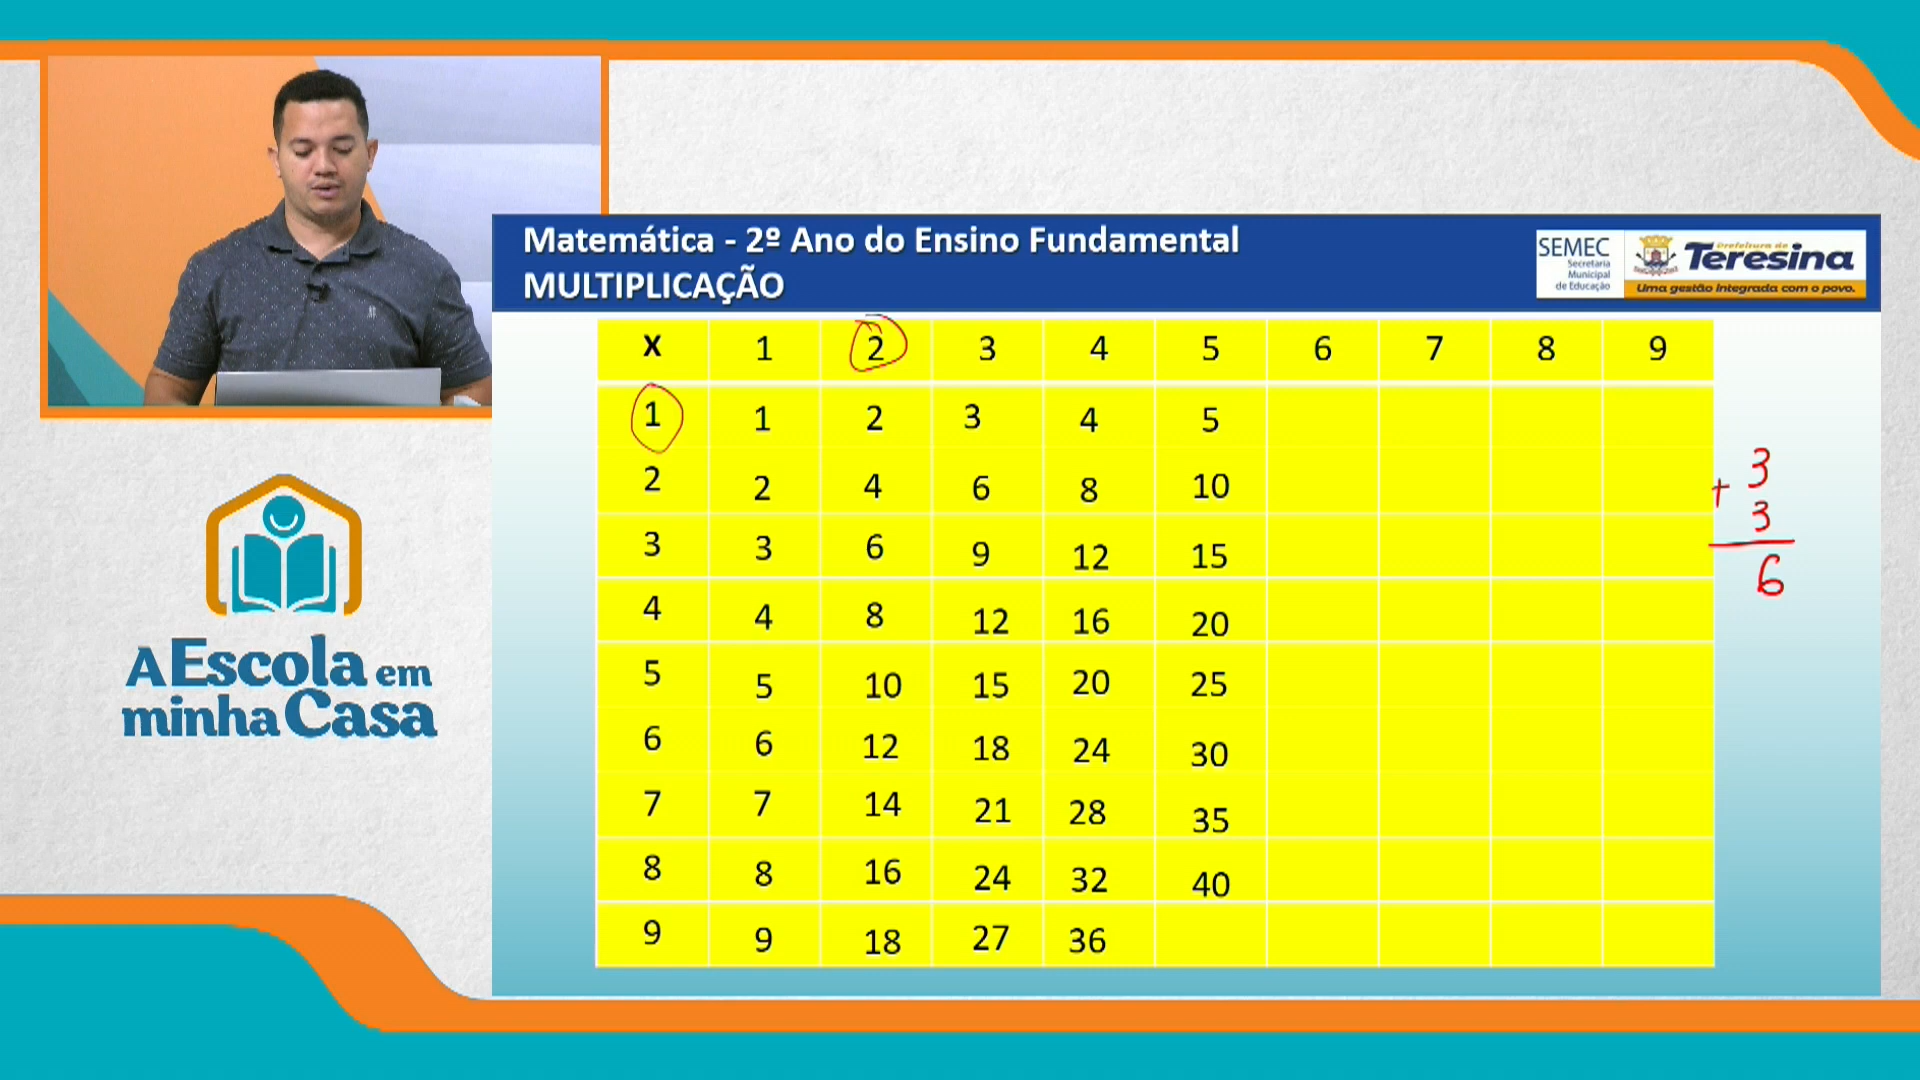 Matemática - 2º Ano do Ensino Fundamental
MULTIPLICAÇÃO
SEMEC
Secretaria
Municipal
de Educação
Prefeitura de
Teresina
Uma gestão integrada com o povo.
X 1 2 3 4 5 6 7 8 9
1 1 2 3 4 5
2 2 4 6 8 10
3 3 6 9 12 15
4 4 8 12 16 20
5 5 10 15 20 25
6 6 12 18 24 30
7 7 14 21 28 35
8 8 16 24 32 40
9 9 18 27 36
3
+ 3
6
A Escola em
minha Casa